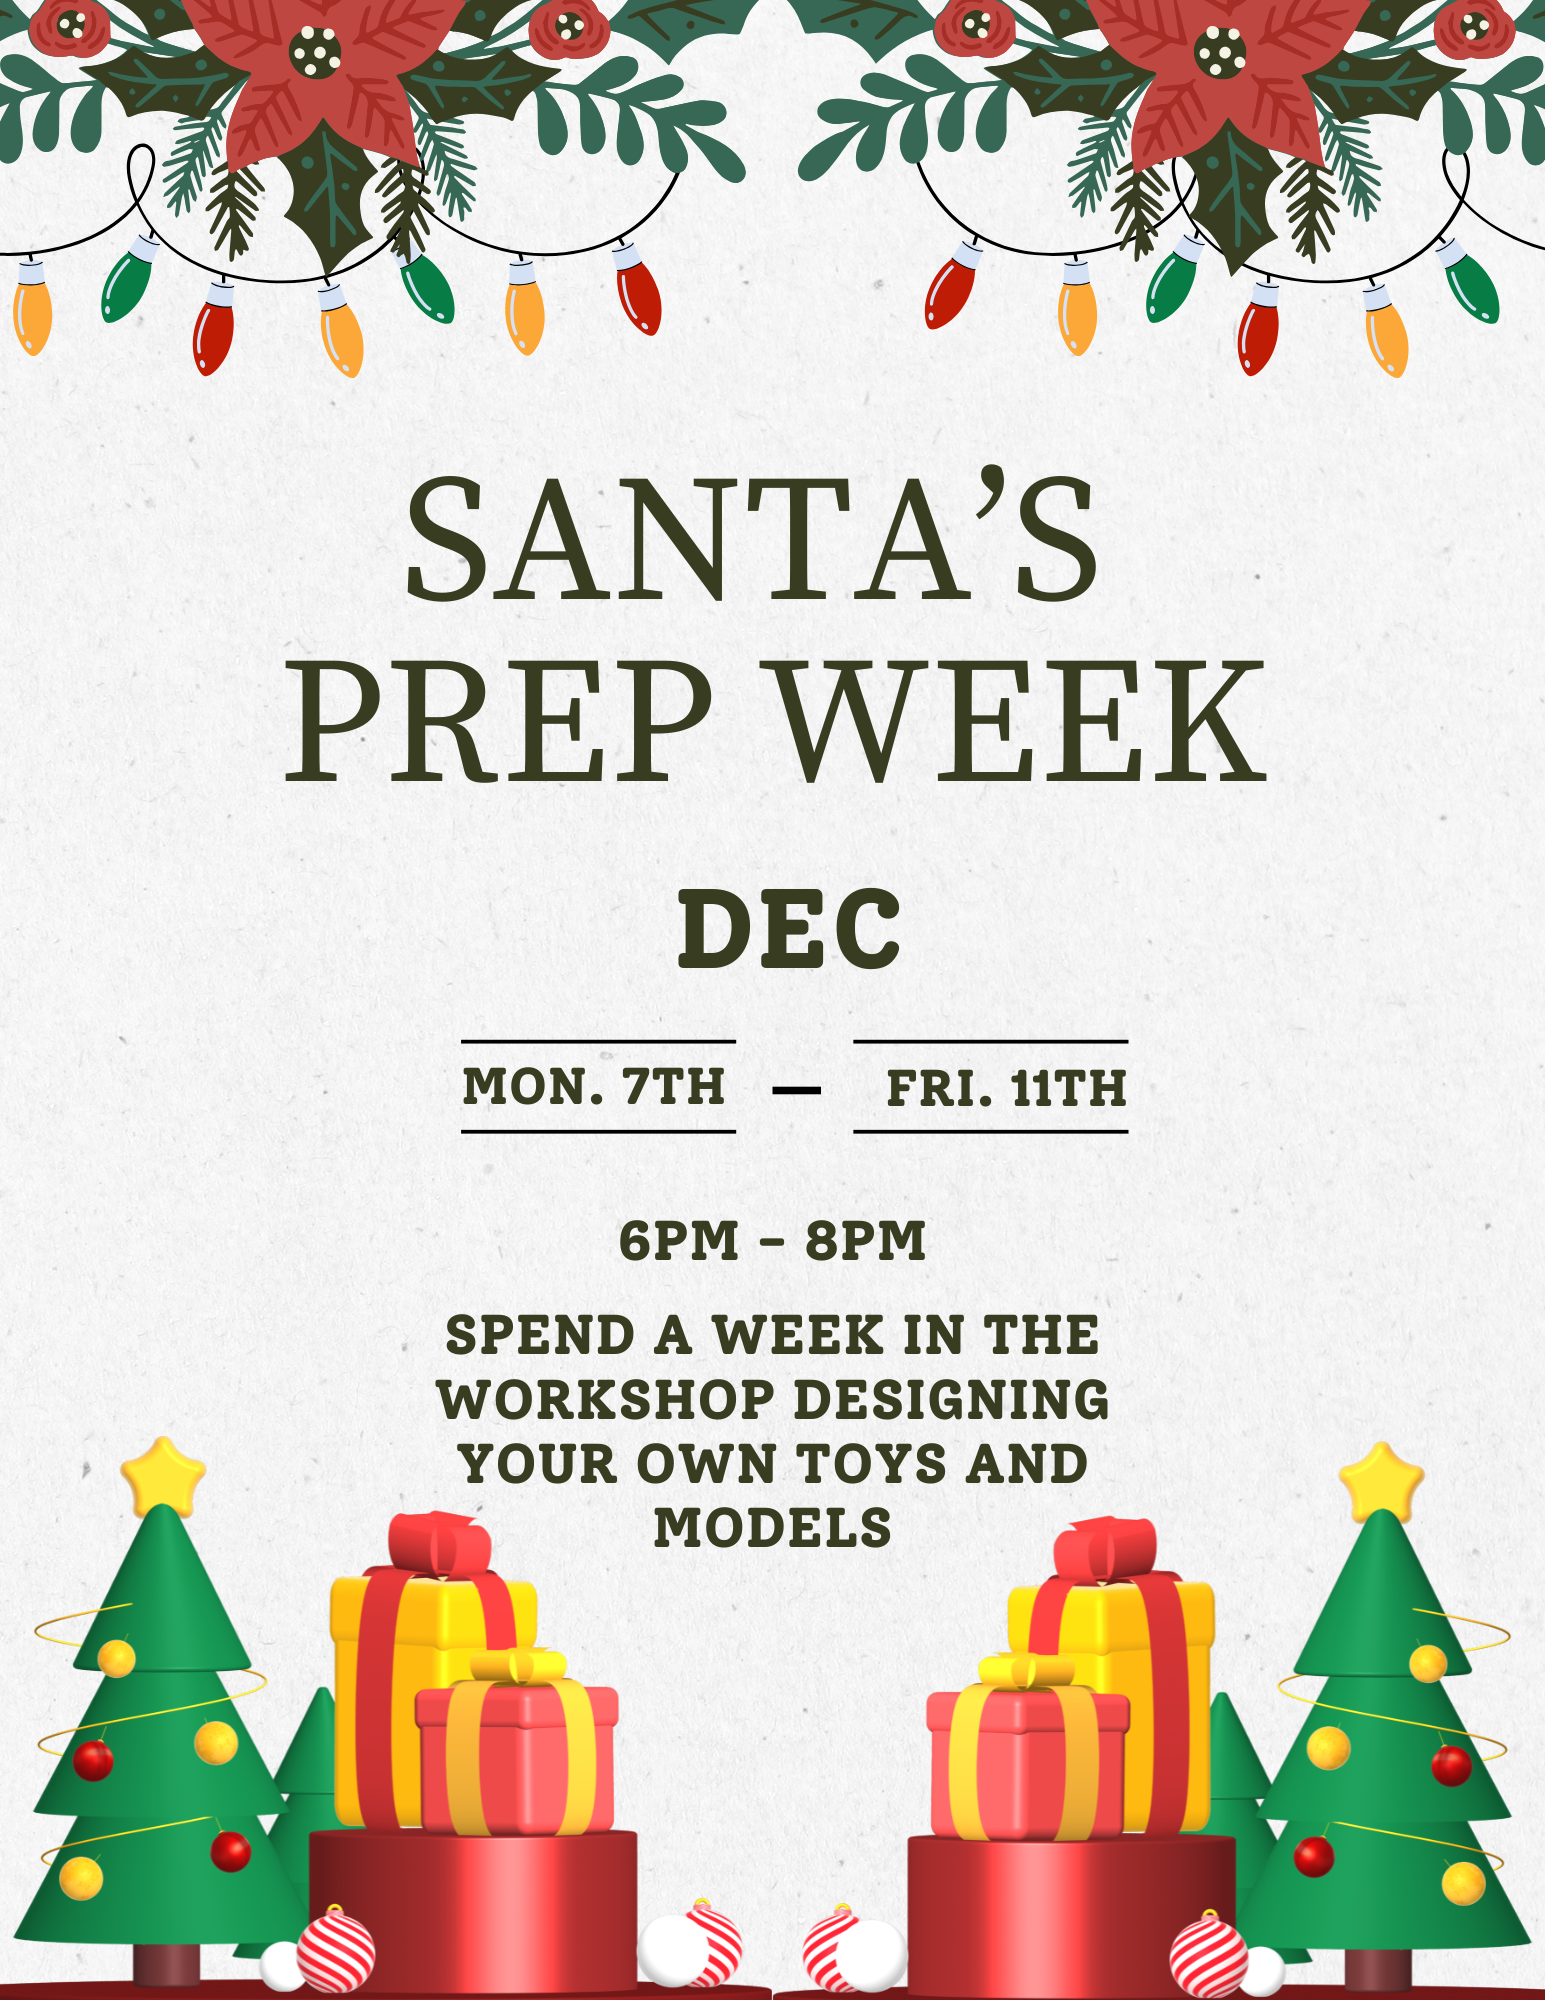 SANTA’S
PREP WEEK
DEC
MON. 7TH — FRI. 11TH
6PM – 8PM
SPEND A WEEK IN THE
WORKSHOP DESIGNING
YOUR OWN TOYS AND
MODELS